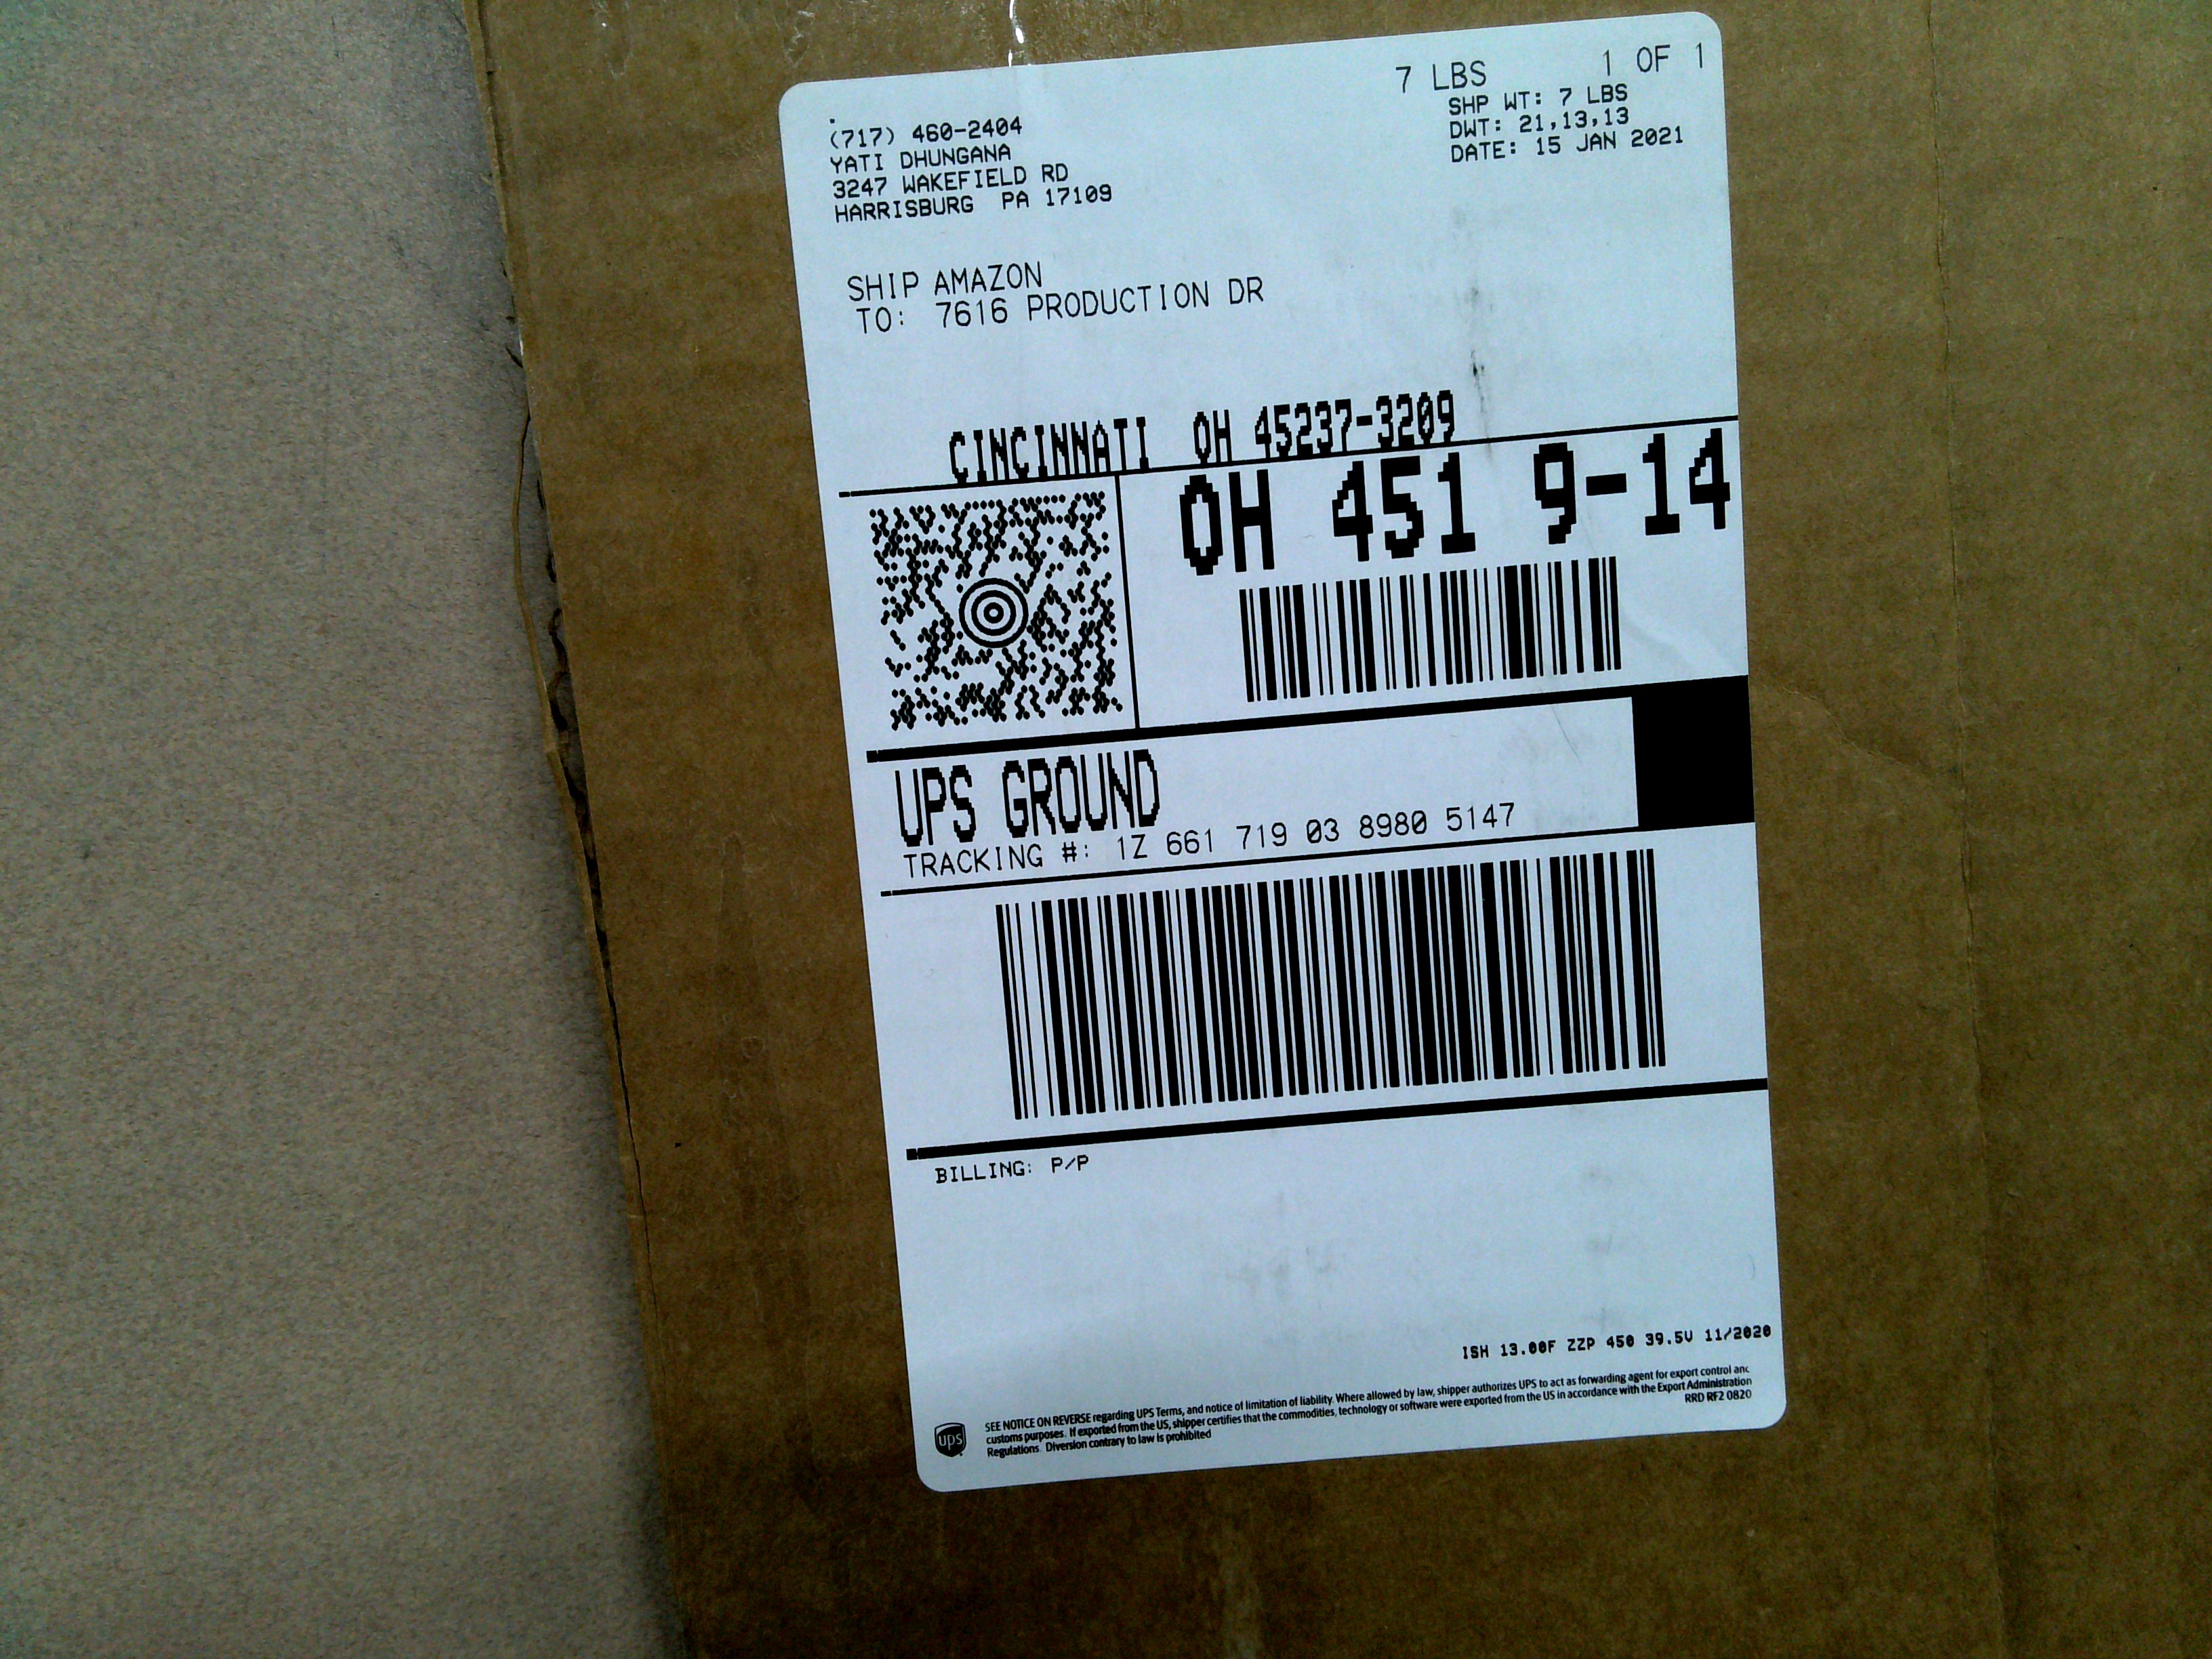 7 LBS 1 OF 1
SHP WT: 7 LBS
DWT: 21,13,13
DATE: 15 JAN 2021
(717) 460-2404
YATI DHUNGANA
3247 WAKEFIELD RD
HARRISBURG PA 17109
SHIP AMAZON
TO: 7616 PRODUCTION DR
CINCINNATI OH 45237-3209
OH 451 9-14
UPS GROUND
TRACKING #: 1Z 661 719 03 8980 5147
BILLING: P/P
ISH 13.00F ZZP 450 39.5U 11/2020
ups
SEE NOTICE ON REVERSE regarding UPS Terms, and notice of limitation of liability. Where allowed by law, shipper authorizes UPS to act as forwarding agent for export control anc
customs purposes. If exported from the US, shipper certifies that the commodities, technology or software were exported from the US in accordance with the Export Administration
Regulations. Diversion contrary to law is prohibited
RRD RF2 0820